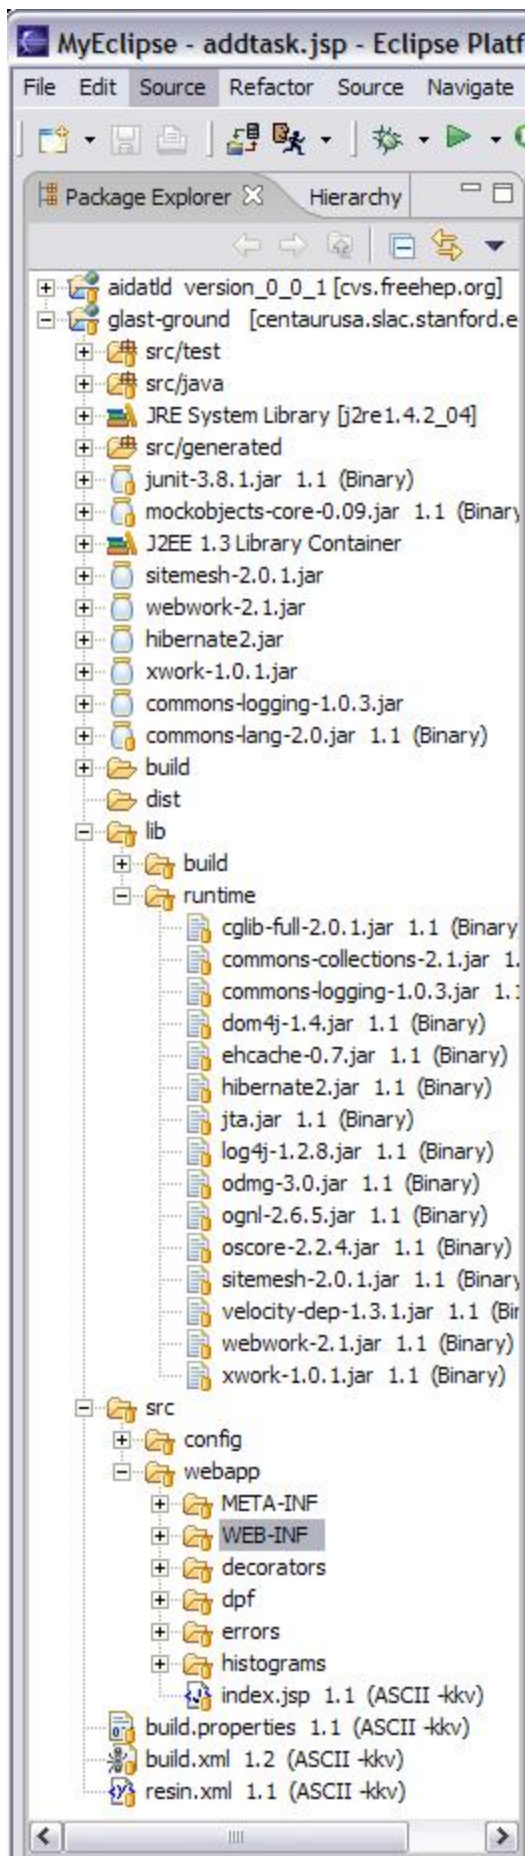 MyEclipse - addtask.jsp - Eclipse Platf
File Edit Source Refactor Source Navigate
Package Explorer Hierarchy
aidatld version_0_0_1 [cvs.freehep.org]
glast-ground [centaurusa.slac.stanford.e
src/test
src/java
JRE System Library [j2re1.4.2_04]
src/generated
junit-3.8.1.jar 1.1 (Binary)
mockobjects-core-0.09.jar 1.1 (Binary
J2EE 1.3 Library Container
sitemesh-2.0.1.jar
webwork-2.1.jar
hibernate2.jar
xwork-1.0.1.jar
commons-logging-1.0.3.jar
commons-lang-2.0.jar 1.1 (Binary)
build
dist
lib
build
runtime
cglib-full-2.0.1.jar 1.1 (Binary
commons-collections-2.1.jar 1.
commons-logging-1.0.3.jar 1.1
dom4j-1.4.jar 1.1 (Binary)
ehcache-0.7.jar 1.1 (Binary)
hibernate2.jar 1.1 (Binary)
jta.jar 1.1 (Binary)
log4j-1.2.8.jar 1.1 (Binary)
odmg-3.0.jar 1.1 (Binary)
ognl-2.6.5.jar 1.1 (Binary)
oscore-2.2.4.jar 1.1 (Binary)
sitemesh-2.0.1.jar 1.1 (Binary
velocity-dep-1.3.1.jar 1.1 (Bir
webwork-2.1.jar 1.1 (Binary)
xwork-1.0.1.jar 1.1 (Binary)
src
config
webapp
META-INF
WEB-INF
decorators
dpf
errors
histograms
index.jsp 1.1 (ASCII -kkv)
build.properties 1.1 (ASCII -kkv)
build.xml 1.2 (ASCII -kkv)
resin.xml 1.1 (ASCII -kkv)